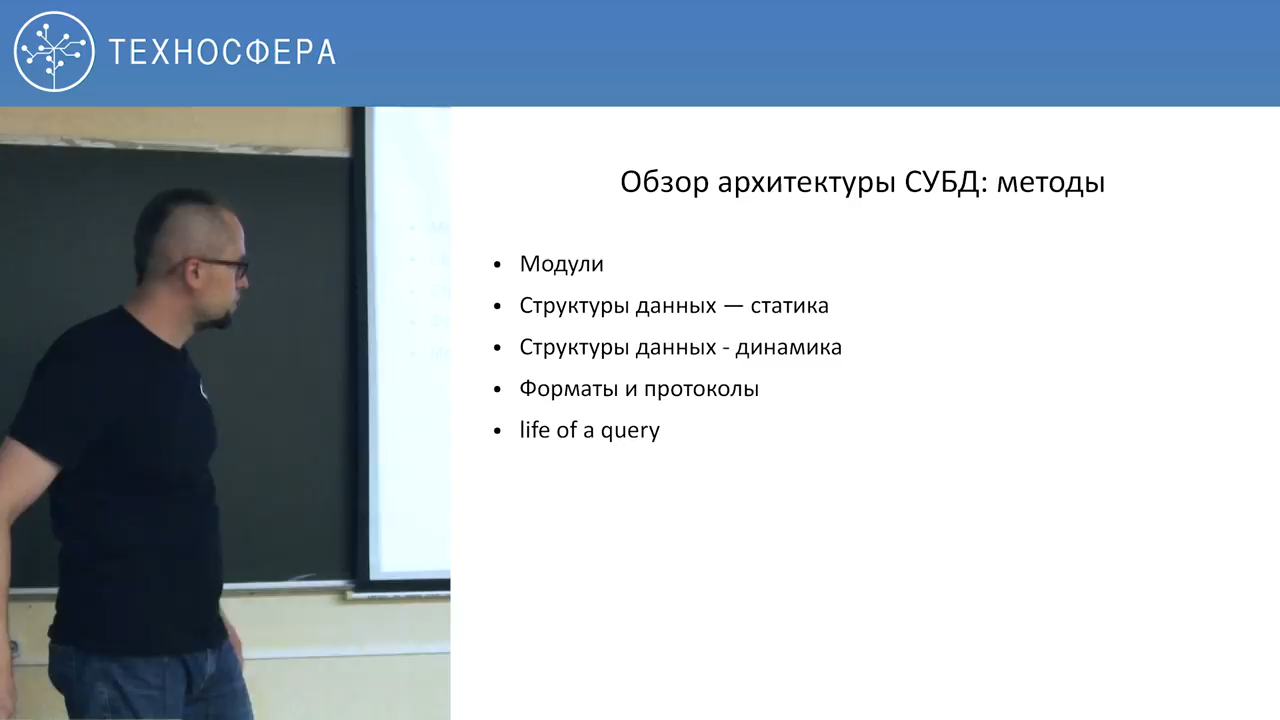 ТЕХНОСФЕРА
Обзор архитектуры СУБД: методы
• Модули
• Структуры данных — статика
• Структуры данных - динамика
• Форматы и протоколы
• life of a query